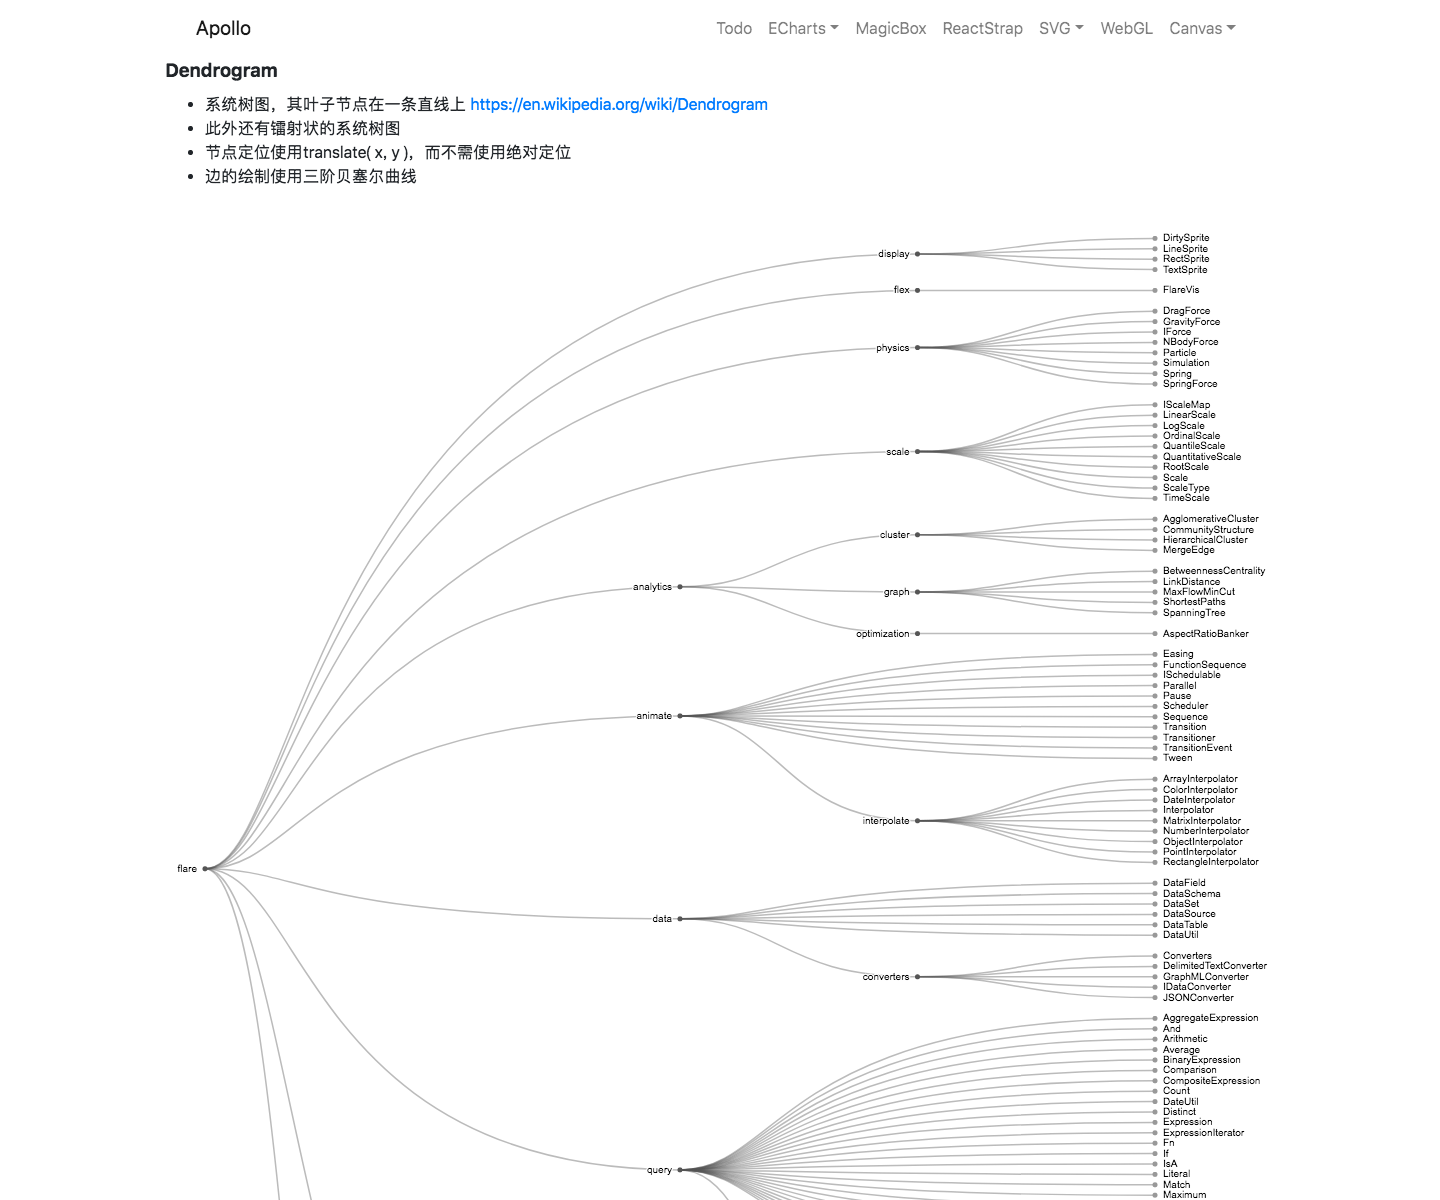 Apollo
Todo ECharts MagicBox ReactStrap SVG WebGL Canvas
Dendrogram
系统树图，其叶子节点在一条直线上 https://en.wikipedia.org/wiki/Dendrogram
此外还有镭射状的系统树图
节点定位使用translate( x, y )，而不需使用绝对定位
边的绘制使用三阶贝塞尔曲线
flare
display
DirtySprite
LineSprite
RectSprite
TextSprite
flex
FlareVis
physics
DragForce
GravityForce
IForce
NBodyForce
Particle
Simulation
Spring
SpringForce
scale
IScaleMap
LinearScale
LogScale
OrdinalScale
QuantileScale
QuantitativeScale
RootScale
Scale
ScaleType
TimeScale
analytics
cluster
AgglomerativeCluster
CommunityStructure
HierarchicalCluster
MergeEdge
graph
BetweennessCentrality
LinkDistance
MaxFlowMinCut
ShortestPaths
SpanningTree
optimization
AspectRatioBanker
animate
Easing
FunctionSequence
ISchedulable
Parallel
Pause
Scheduler
Sequence
Transition
Transitioner
TransitionEvent
Tween
interpolate
ArrayInterpolator
ColorInterpolator
DateInterpolator
Interpolator
MatrixInterpolator
NumberInterpolator
ObjectInterpolator
PointInterpolator
RectangleInterpolator
data
DataField
DataSchema
DataSet
DataSource
DataTable
DataUtil
converters
Converters
DelimitedTextConverter
GraphMLConverter
IDataConverter
JSONConverter
query
AggregateExpression
And
Arithmetic
Average
BinaryExpression
Comparison
CompositeExpression
Count
DateUtil
Distinct
Expression
ExpressionIterator
Fn
If
IsA
Literal
Match
Maximum